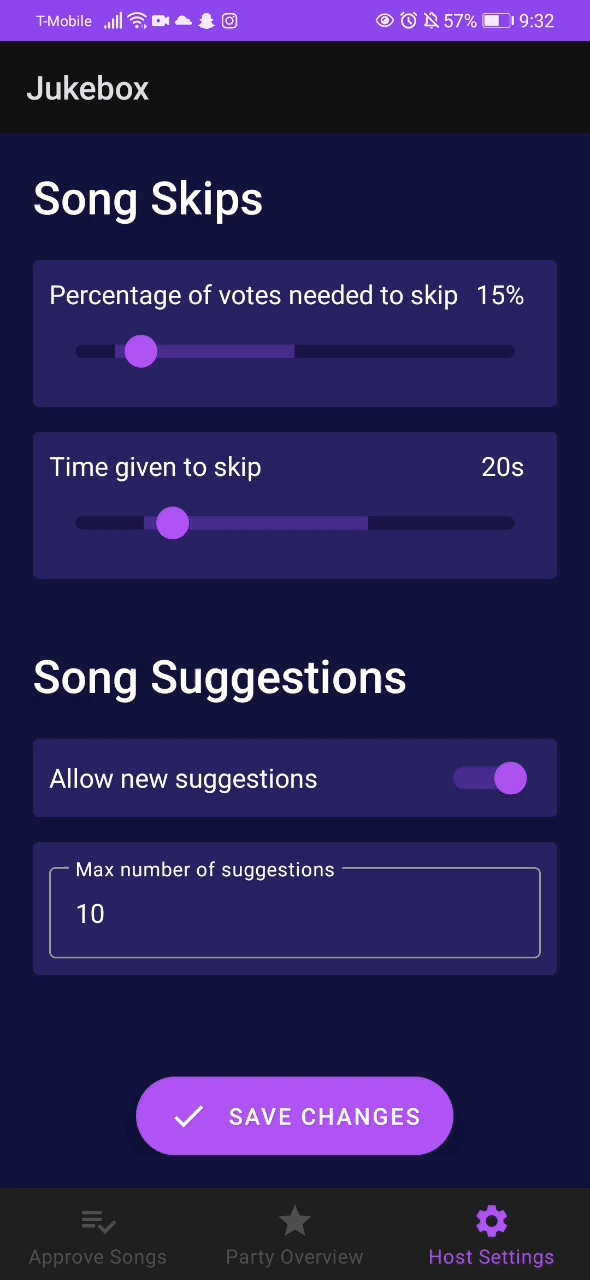 T-Mobile 57% 9:32
Jukebox
Song Skips
Percentage of votes needed to skip 15%
Time given to skip 20s
Song Suggestions
Allow new suggestions
Max number of suggestions
10
SAVE CHANGES
Approve Songs Party Overview Host Settings